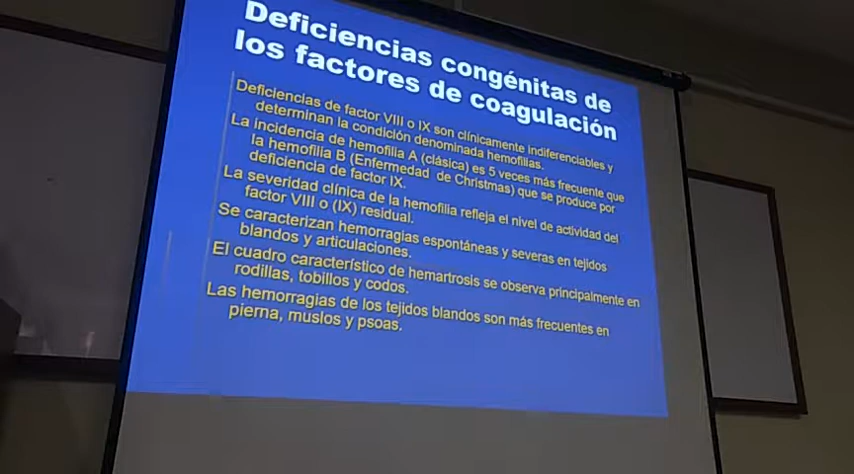 Deficiencias congénitas de
los factores de coagulación
Deficiencias de factor VIII o IX son clínicamente indiferenciables y
determinan la condición denominada hemofilias.
La incidencia de hemofilia A (clásica) es 5 veces más frecuente que
la hemofilia B (Enfermedad de Christmas) que se produce por
deficiencia de factor IX.
La severidad clínica de la hemofilia refleja el nivel de actividad del
factor VIII o (IX) residual.
Se caracterizan hemorragias espontáneas y severas en tejidos
blandos y articulaciones.
El cuadro característico de hemartrosis se observa principalmente en
rodillas, tobillos y codos.
Las hemorragias de los tejidos blandos son más frecuentes en
pierna, muslos y psoas.